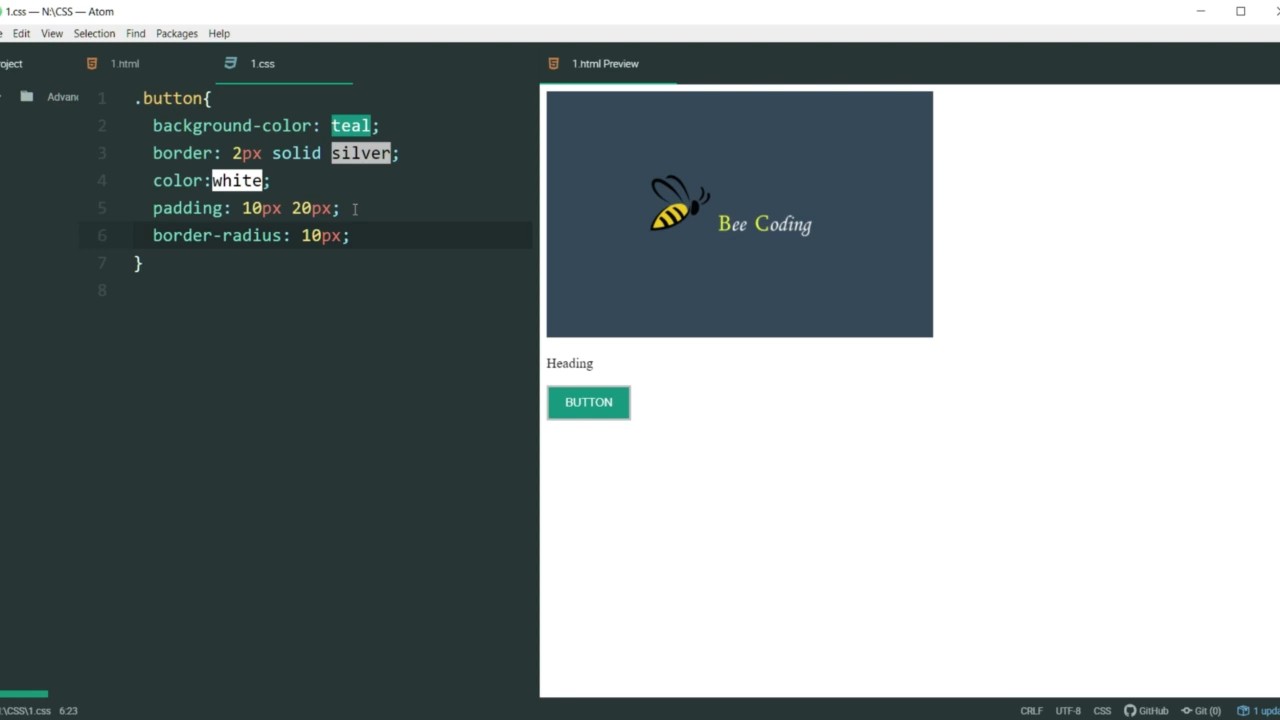 1.css — N:\CSS — Atom
Edit View Selection Find Packages Help
1.html
1.css
1.html Preview
1 .button{
2 background-color: teal;
3 border: 2px solid silver;
4 color:white;
5 padding: 10px 20px;
6 border-radius: 10px;
7 }
8
Bee Coding
Heading
BUTTON
\CSS\1.css 6:23
CRLF UTF-8 CSS GitHub Git (0)